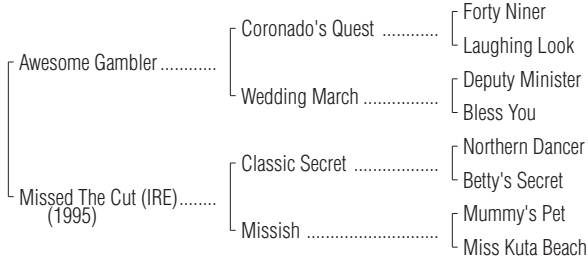 Forty Niner
Coronado's Quest ............
Laughing Look
Awesome Gambler ............
Deputy Minister
Wedding March ................
Bless You
Northern Dancer
Classic Secret ..................
Betty's Secret
Missed The Cut (IRE)........
(1995)
Mummy's Pet
Missish ............................
Miss Kuta Beach